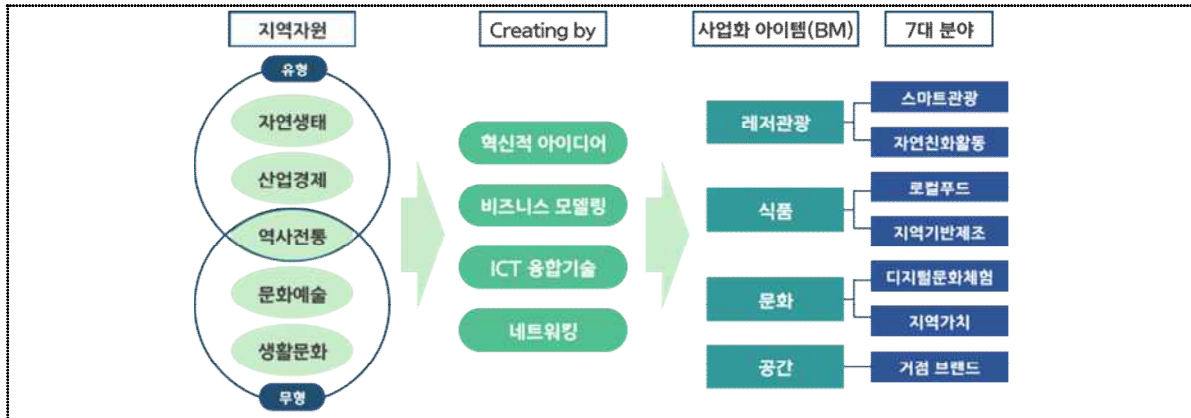 지역자원
Creating by
사업화 아이템(BM)
7대 분야
유형
자연생태
산업경제
역사전통
문화예술
생활문화
무형
혁신적 아이디어
비즈니스 모델링
ICT 융합기술
네트워킹
레저관광
식품
문화
공간
스마트관광
자연친화활동
로컬푸드
지역기반제조
디지털문화체험
지역가치
거점 브랜드